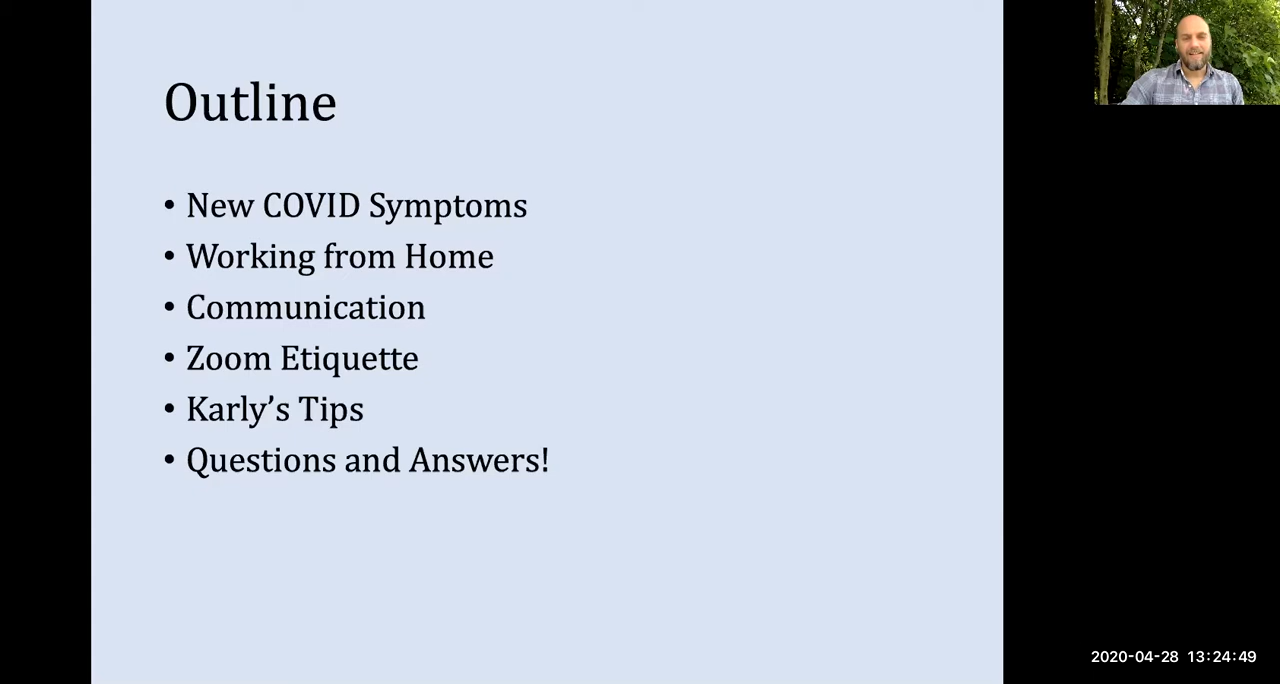 Outline
• New COVID Symptoms
• Working from Home
• Communication
• Zoom Etiquette
• Karly’s Tips
• Questions and Answers!
2020-04-28 13:24:49